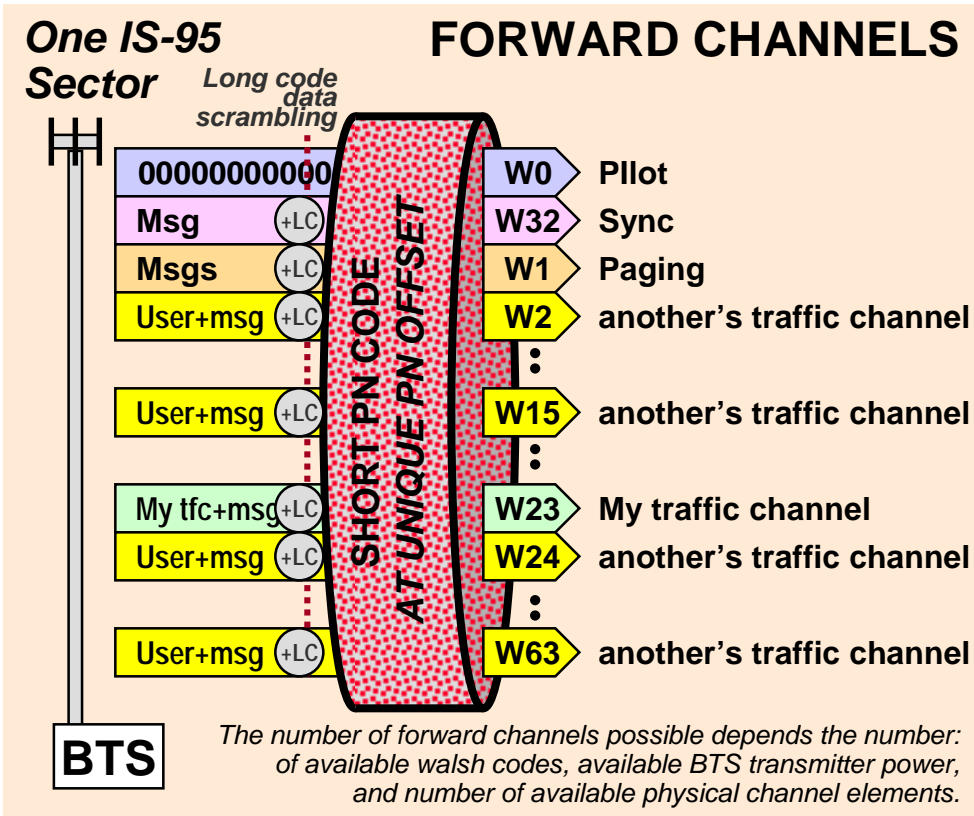 One IS-95
Sector
FORWARD CHANNELS
Long code
data
scrambling
00000000000 W0 PIlot
Msg +LC W32 Sync
Msgs +LC W1 Paging
User+msg +LC W2 another's traffic channel
User+msg +LC W15 another's traffic channel
My tfc+msg +LC W23 My traffic channel
User+msg +LC W24 another's traffic channel
User+msg +LC W63 another's traffic channel
SHORT PN CODE
AT UNIQUE PN OFFSET
BTS
The number of forward channels possible depends the number:
of available walsh codes, available BTS transmitter power,
and number of available physical channel elements.